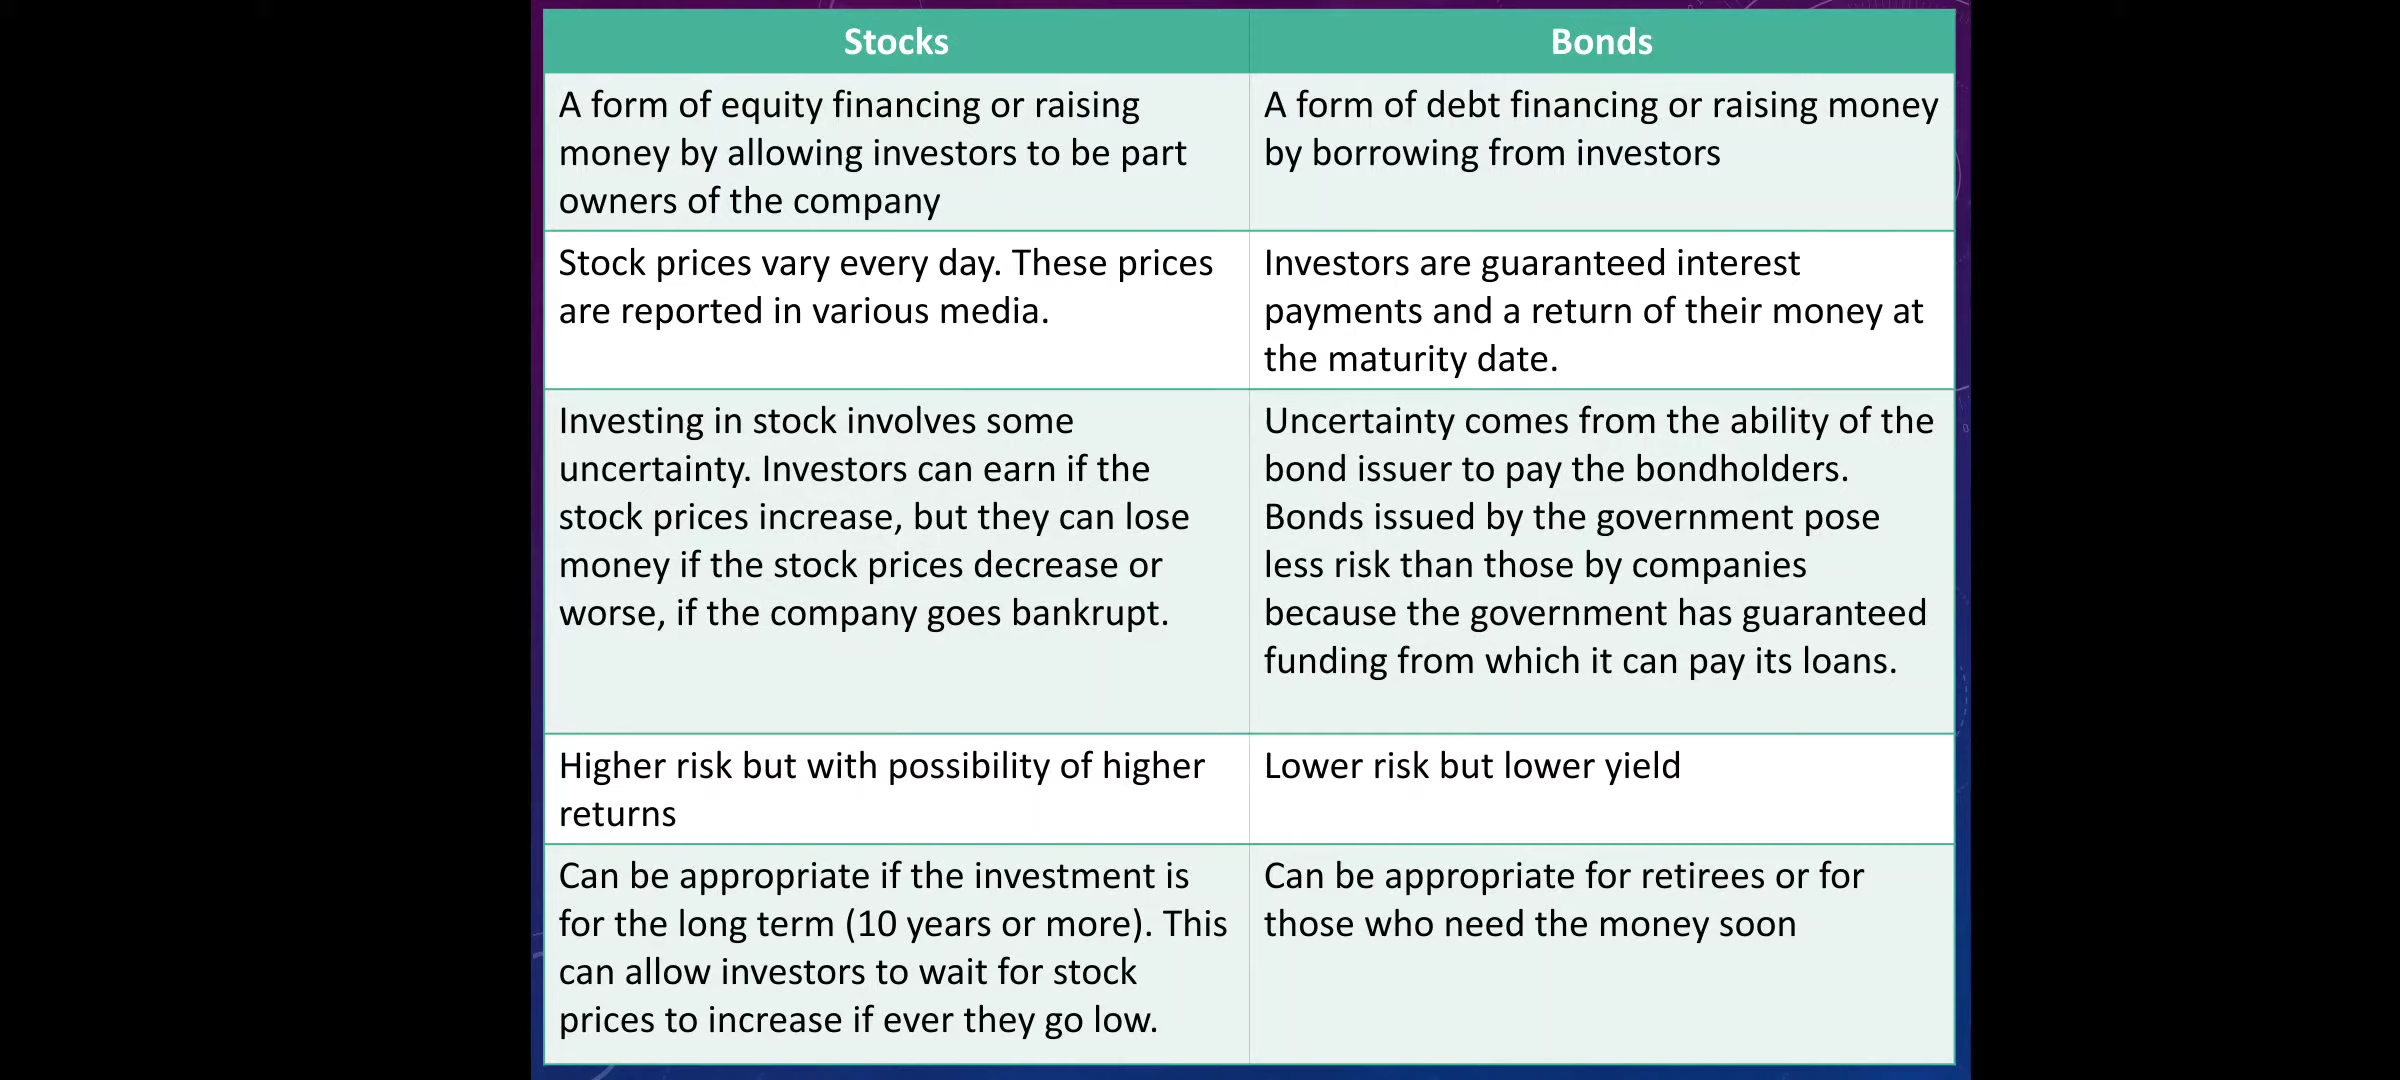 Stocks
Bonds
A form of equity financing or raising
money by allowing investors to be part
owners of the company
A form of debt financing or raising money
by borrowing from investors
Stock prices vary every day. These prices
are reported in various media.
Investors are guaranteed interest
payments and a return of their money at
the maturity date.
Investing in stock involves some
uncertainty. Investors can earn if the
stock prices increase, but they can lose
money if the stock prices decrease or
worse, if the company goes bankrupt.
Uncertainty comes from the ability of the
bond issuer to pay the bondholders.
Bonds issued by the government pose
less risk than those by companies
because the government has guaranteed
funding from which it can pay its loans.
Higher risk but with possibility of higher
returns
Lower risk but lower yield
Can be appropriate if the investment is
for the long term (10 years or more). This
can allow investors to wait for stock
prices to increase if ever they go low.
Can be appropriate for retirees or for
those who need the money soon